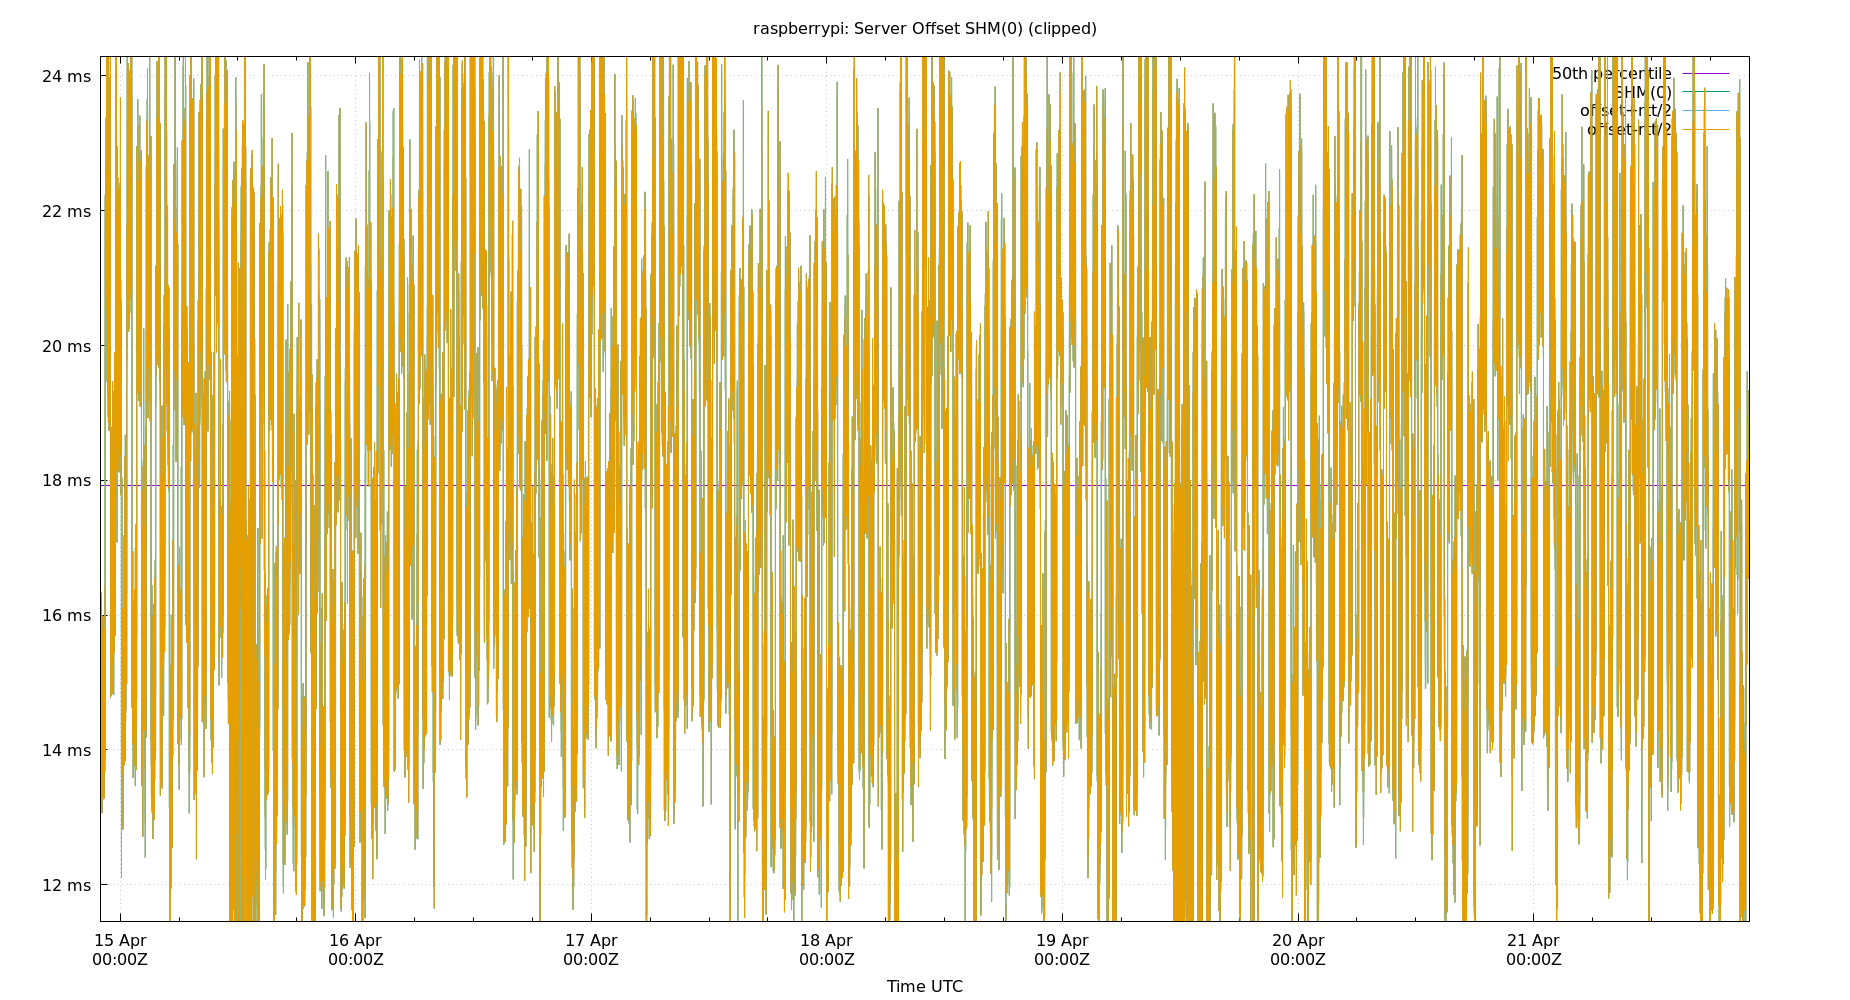 raspberrypi: Server Offset SHM(0) (clipped)
24 ms
22 ms
20 ms
18 ms
16 ms
14 ms
12 ms
50th percentile
SHM(0)
offset+rtt/2
offset-rtt/2
15 Apr 16 Apr 17 Apr 18 Apr 19 Apr 20 Apr 21 Apr
00:00Z 00:00Z 00:00Z 00:00Z 00:00Z 00:00Z 00:00Z
Time UTC